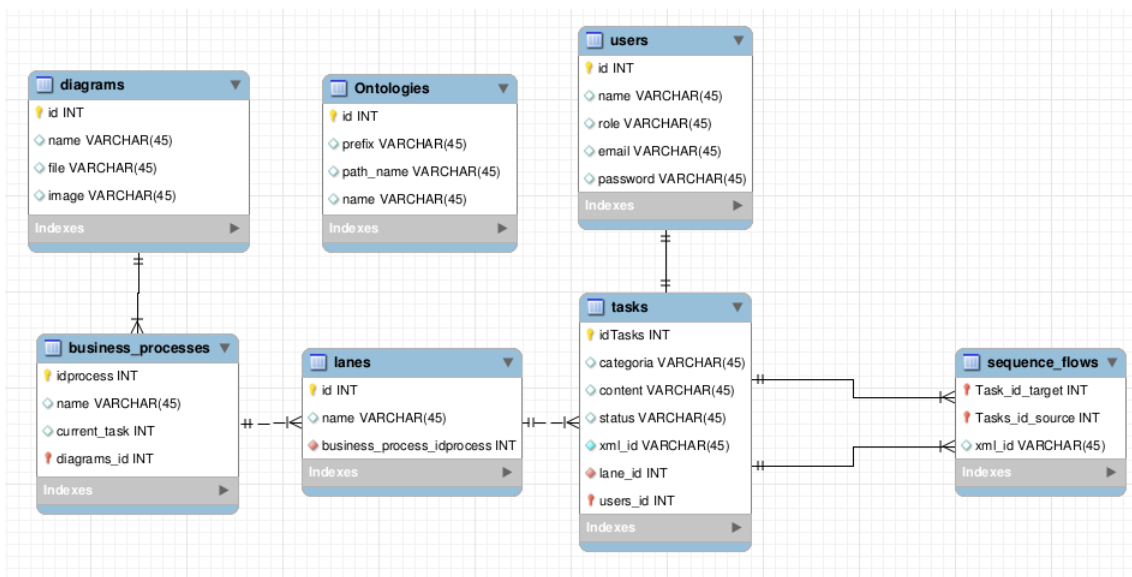 diagrams
id INT
name VARCHAR(45)
file VARCHAR(45)
image VARCHAR(45)
Indexes
Ontologies
id INT
prefix VARCHAR(45)
path_name VARCHAR(45)
name VARCHAR(45)
Indexes
users
id INT
name VARCHAR(45)
role VARCHAR(45)
email VARCHAR(45)
password VARCHAR(45)
Indexes
business_processes
idprocess INT
name VARCHAR(45)
current_task INT
diagrams_id INT
Indexes
lanes
id INT
name VARCHAR(45)
business_process_idprocess INT
Indexes
tasks
idTasks INT
categoria VARCHAR(45)
content VARCHAR(45)
status VARCHAR(45)
xml_id VARCHAR(45)
lane_id INT
users_id INT
Indexes
sequence_flows
Task_id_target INT
Tasks_id_source INT
xml_id VARCHAR(45)
Indexes